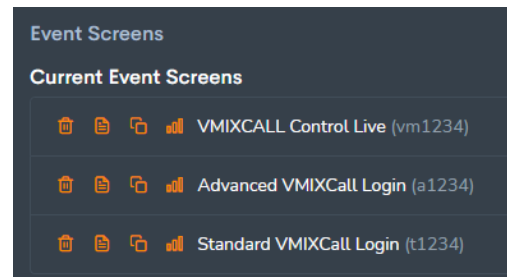 Event Screens
Current Event Screens
VMIXCALL Control Live (vm1234)
Advanced VMIXCall Login (a1234)
Standard VMIXCall Login (t1234)